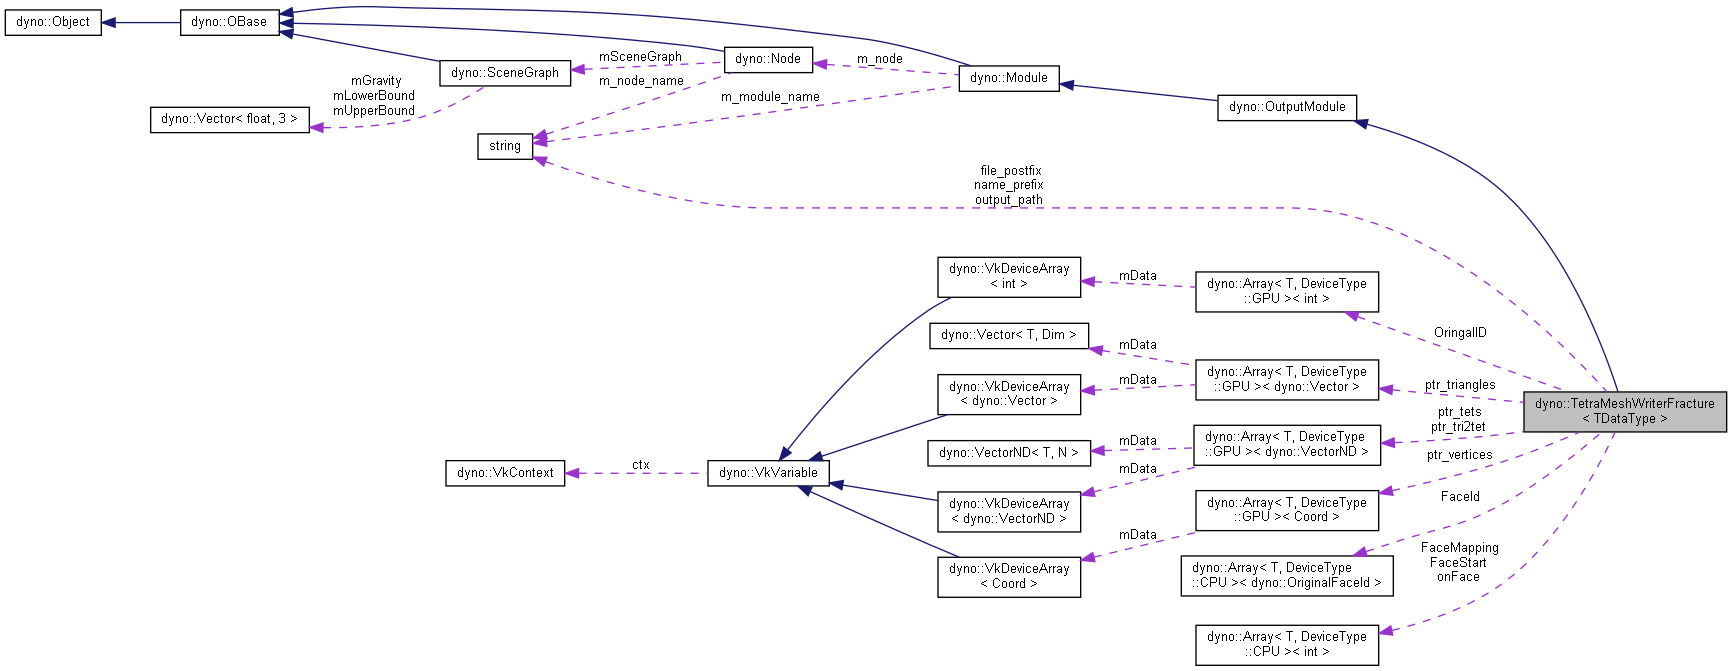 dyno::Object
dyno::OBase
mSceneGraph
dyno::Node
m_node
dyno::SceneGraph
m_node_name
dyno::Module
mGravity
mLowerBound
mUpperBound
m_module_name
dyno::OutputModule
dyno::Vector< float, 3 >
string
file_postfix
name_prefix
output_path
dyno::VkDeviceArray
< int >
mData
dyno::Array< T, DeviceType
::GPU >< int >
OringalID
dyno::Vector< T, Dim >
mData
dyno::VkDeviceArray
< dyno::Vector >
mData
dyno::Array< T, DeviceType
::GPU >< dyno::Vector >
ptr_triangles
dyno::TetraMeshWriterFracture
< TDataType >
ptr_tets
ptr_tri2tet
dyno::VectorND< T, N >
mData
dyno::Array< T, DeviceType
::GPU >< dyno::VectorND >
ptr_vertices
dyno::VkContext
ctx
dyno::VkVariable
mData
dyno::VkDeviceArray
< dyno::VectorND >
dyno::Array< T, DeviceType
::GPU >< Coord >
FaceId
mData
dyno::VkDeviceArray
< Coord >
dyno::Array< T, DeviceType
::CPU >< dyno::OriginalFaceId >
FaceMapping
FaceStart
onFace
dyno::Array< T, DeviceType
::CPU >< int >